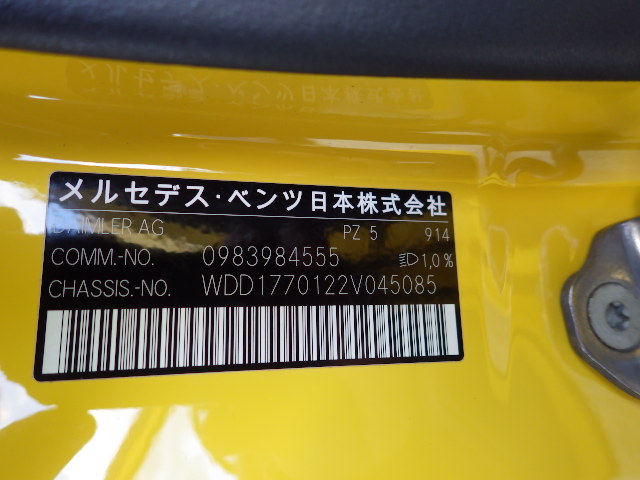 メルセデス・ベンツ日本株式会社
DAIMLER AG PZ 5 914
COMM.-NO. 0983984555 1,0%
CHASSIS.-NO. WDD1770122V045085